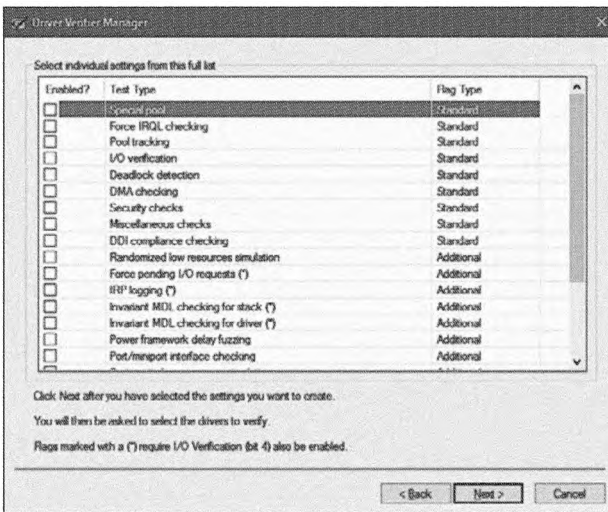 Driver Verifier Manager
Select individual settings from this full list
Enabled? Test Type Flag Type
Special pool Standard
Force IRQL checking Standard
Pool tracking Standard
I/O verification Standard
Deadlock detection Standard
DMA checking Standard
Security checks Standard
Miscellaneous checks Standard
DDI compliance checking Standard
Randomized low resources simulation Additional
Force pending I/O requests (*) Additional
IRP logging (*) Additional
Invariant MDL checking for stack (*) Additional
Invariant MDL checking for driver (*) Additional
Power framework delay fuzzing Additional
Port/miniport interface checking Additional
Click Next after you have selected the settings you want to create.
You will then be asked to select the drivers to verify.
Flags marked with a (*) require I/O Verification (bit 4) also be enabled.
< Back Next > Cancel